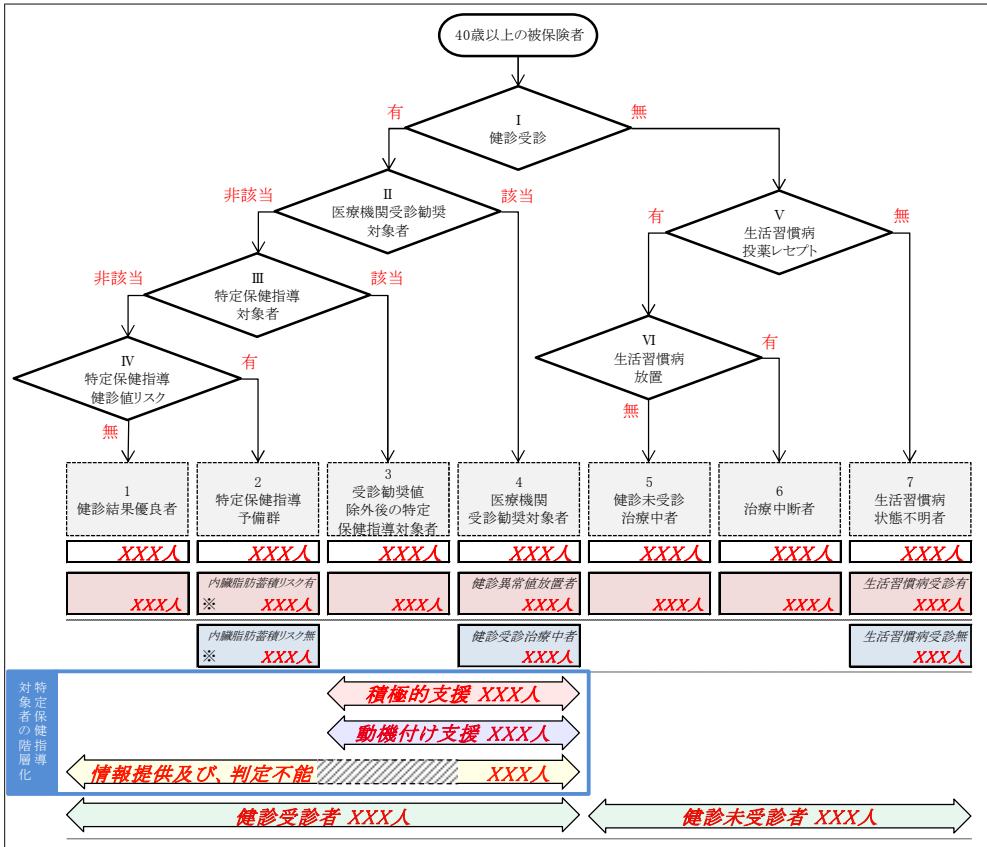 40歳以上の被保険者
有
Ⅰ
健診受診
無
非該当
Ⅱ
医療機関受診勧奨
対象者
該当
有
Ⅴ
生活習慣病
投薬レセプト
無
非該当
Ⅲ
特定保健指導
対象者
該当
Ⅳ
特定保健指導
健診値リスク
有
無
Ⅵ
生活習慣病
放置
有
無
1
健診結果優良者
2
特定保健指導
予備群
3
受診勧奨値
除外後の特定
保健指導対象者
4
医療機関
受診勧奨対象者
5
健診未受診
治療中者
6
治療中断者
7
生活習慣病
状態不明者
XXX人
XXX人
XXX人
XXX人
XXX人
XXX人
XXX人
XXX人
内臓脂肪蓄積リスク有
※ XXX人
XXX人
健診異常値放置者
XXX人
XXX人
XXX人
生活習慣病受診有
XXX人
内臓脂肪蓄積リスク無
※ XXX人
健診受診治療中者
XXX人
生活習慣病受診無
XXX人
特定保健指導
対象者の階層化
積極的支援 XXX人
動機付け支援 XXX人
情報提供及び、判定不能 XXX人
健診受診者 XXX人
健診未受診者 XXX人